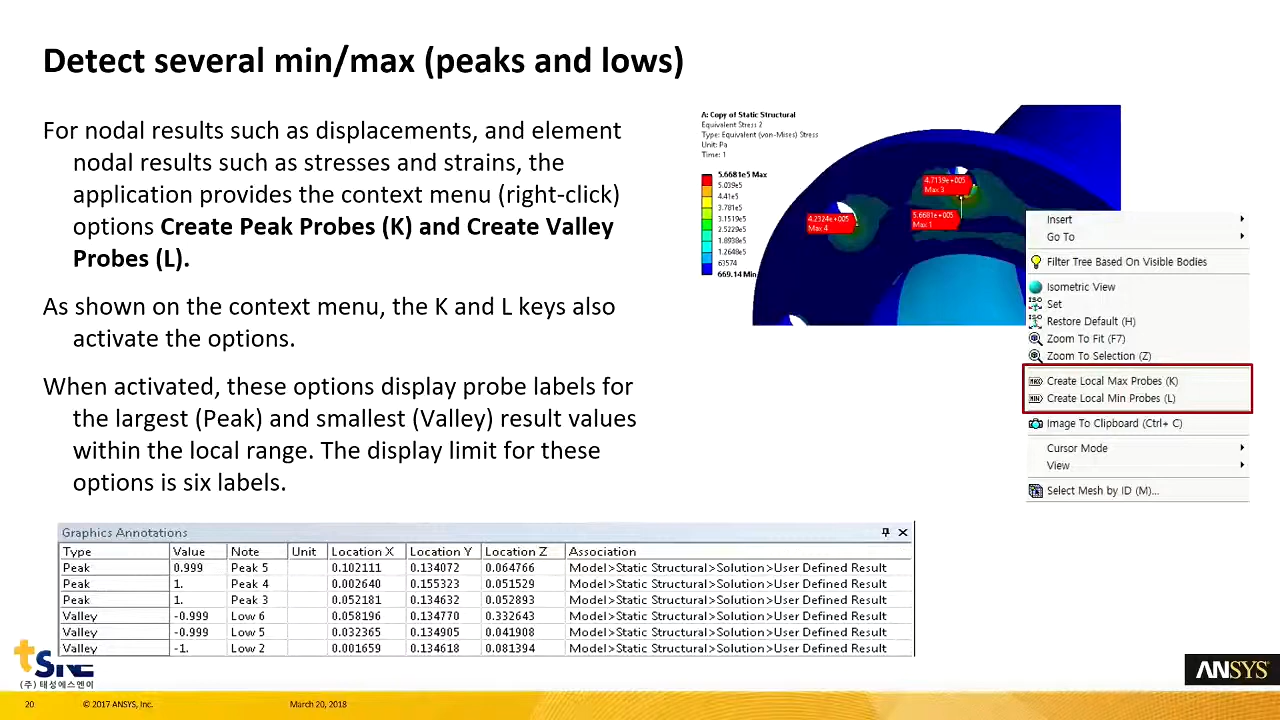 Detect several min/max (peaks and lows)
For nodal results such as displacements, and element
nodal results such as stresses and strains, the
application provides the context menu (right-click)
options Create Peak Probes (K) and Create Valley
Probes (L).
As shown on the context menu, the K and L keys also
activate the options.
When activated, these options display probe labels for
the largest (Peak) and smallest (Valley) result values
within the local range. The display limit for these
options is six labels.
A: Copy of Static Structural
Equivalent Stress 2
Type: Equivalent (von-Mises) Stress
Unit: Pa
Time: 1
5.6681e5 Max
5.039e5
4.41e5
3.781e5
3.1519e5
2.5229e5
1.8938e5
1.2648e5
63574
669.14 Min
4.7139e+005
Max 3
4.2324e+005
Max 4
5.6681e+005
Max 1
Insert
Go To
Filter Tree Based On Visible Bodies
Isometric View
ISO Set
ISO Restore Default (H)
Zoom To Fit (F7)
Zoom To Selection (Z)
MAX Create Local Max Probes (K)
MIN Create Local Min Probes (L)
Image To Clipboard (Ctrl+ C)
Cursor Mode
View
Select Mesh by ID (M)...
Graphics Annotations
Type Value Note Unit Location X Location Y Location Z Association
Peak 0.999 Peak 5 0.102111 0.134072 0.064766 Model>Static Structural>Solution>User Defined Result
Peak 1. Peak 4 0.002640 0.155323 0.051529 Model>Static Structural>Solution>User Defined Result
Peak 1. Peak 3 0.052181 0.134632 0.052893 Model>Static Structural>Solution>User Defined Result
Valley -0.999 Low 6 0.058196 0.134770 0.332643 Model>Static Structural>Solution>User Defined Result
Valley -0.999 Low 5 0.032365 0.134905 0.041908 Model>Static Structural>Solution>User Defined Result
Valley -1. Low 2 0.001659 0.134618 0.081394 Model>Static Structural>Solution>User Defined Result
tSNE
(주)태성에스엔이
ANSYS
20 © 2017 ANSYS, Inc. March 20, 2018